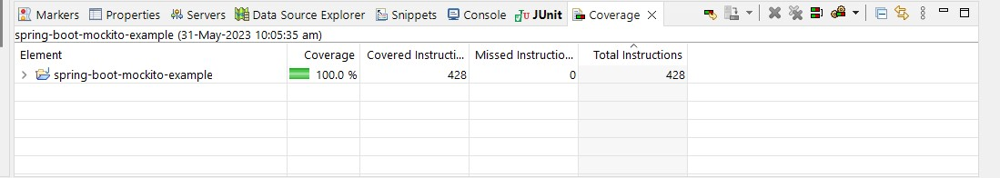 Markers Properties Servers Data Source Explorer Snippets Console JUnit Coverage
spring-boot-mockito-example (31-May-2023 10:05:35 am)
Element Coverage Covered Instructi... Missed Instructio... Total Instructions
spring-boot-mockito-example 100.0 % 428 0 428